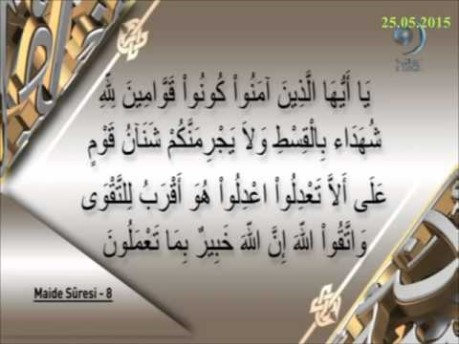 25.05.2015
يَا أَيُّهَا الَّذِينَ آمَنُواْ كُونُواْ قَوَّامِينَ لِلّهِ
شُهَدَاء بِالْقِسْطِ وَلاَ يَجْرِمَنَّكُمْ شَنَآنُ قَوْمٍ
عَلَى أَلاَّ تَعْدِلُواْ اعْدِلُواْ هُوَ أَقْرَبُ لِلتَّقْوَى
وَاتَّقُواْ اللّهَ إِنَّ اللّهَ خَبِيرٌ بِمَا تَعْمَلُونَ
Maide Sûresi - 8